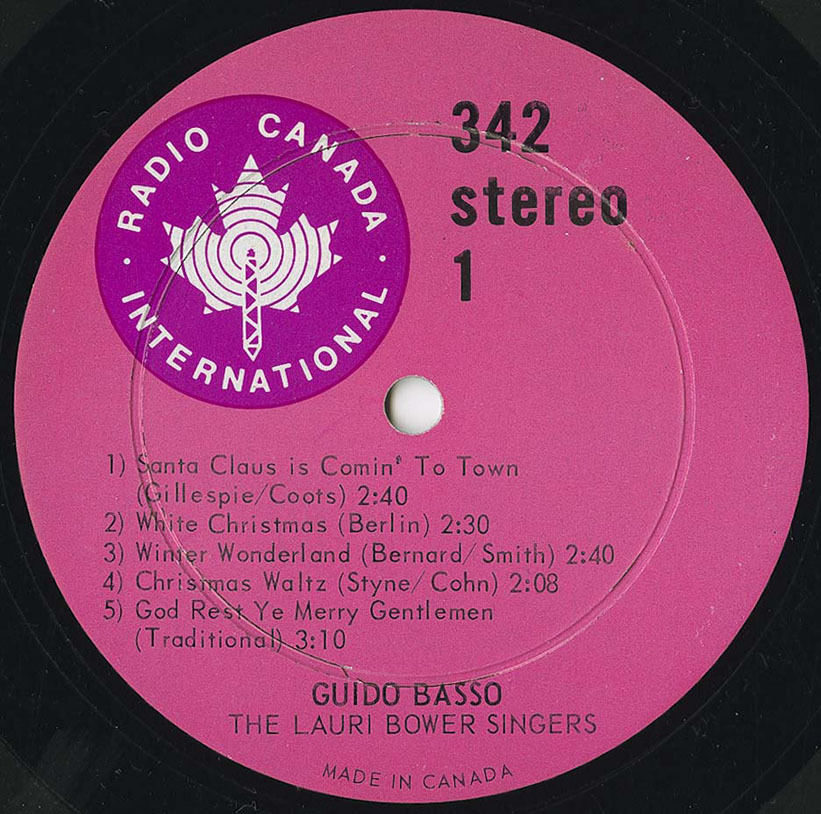 RADIO CANADA
INTERNATIONAL
342
stereo
1
1) Santa Claus is Comin' To Town
(Gillespie/Coots) 2:40
2) White Christmas (Berlin) 2:30
3) Winter Wonderland (Bernard/Smith) 2:40
4) Christmas Waltz (Styne/Cohn) 2:08
5) God Rest Ye Merry Gentlemen
(Traditional) 3:10
GUIDO BASSO
THE LAURI BOWER SINGERS
MADE IN CANADA